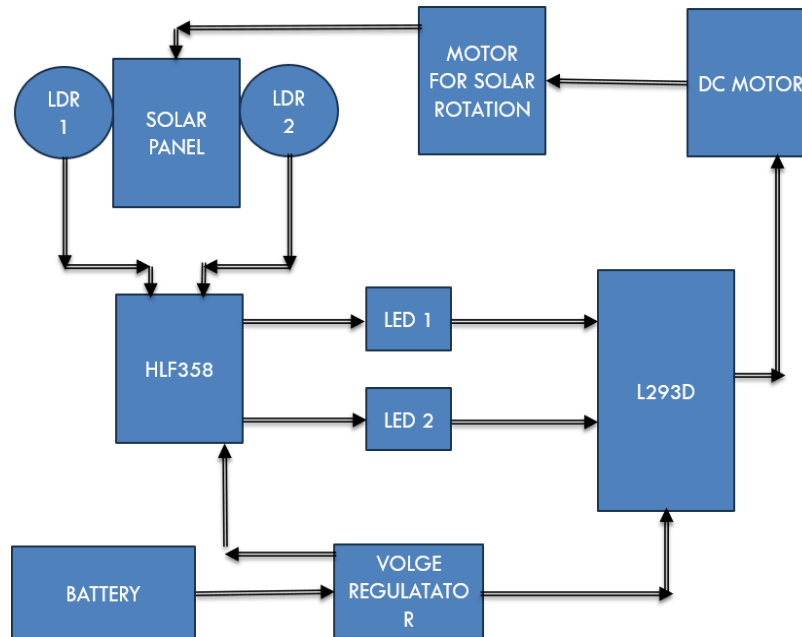 LDR
1
SOLAR
PANEL
LDR
2
MOTOR
FOR SOLAR
ROTATION
DC MOTOR
HLF358
LED 1
LED 2
L293D
BATTERY
VOLGE
REGULATATO
R